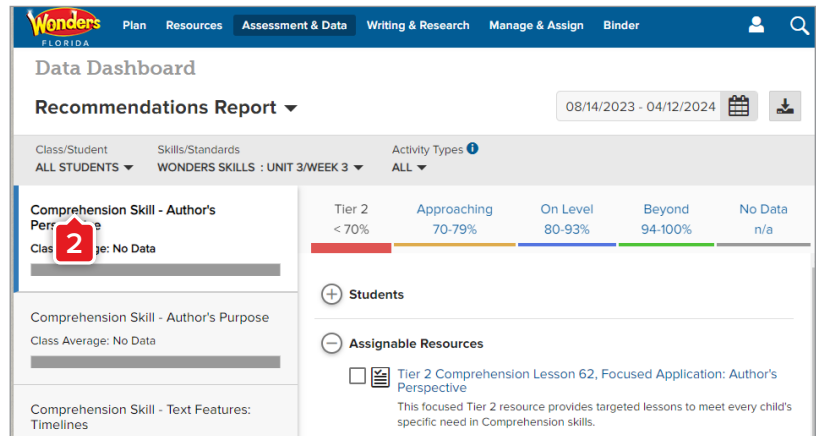 Wonders
FLORIDA
Plan Resources Assessment & Data Writing & Research Manage & Assign Binder
Data Dashboard
Recommendations Report
08/14/2023 - 04/12/2024
Class/Student Skills/Standards Activity Types
ALL STUDENTS WONDERS SKILLS : UNIT 3/WEEK 3 ALL
Comprehension Skill - Author's
2
No Data
Tier 2 Approaching On Level Beyond No Data
< 70% 70-79% 80-93% 94-100% n/a
Students
Comprehension Skill - Author's Purpose
Class Average: No Data
Assignable Resources
Tier 2 Comprehension Lesson 62, Focused Application: Author's
Perspective
This focused Tier 2 resource provides targeted lessons to meet every child's
specific need in Comprehension skills.
Comprehension Skill - Text Features:
Timelines